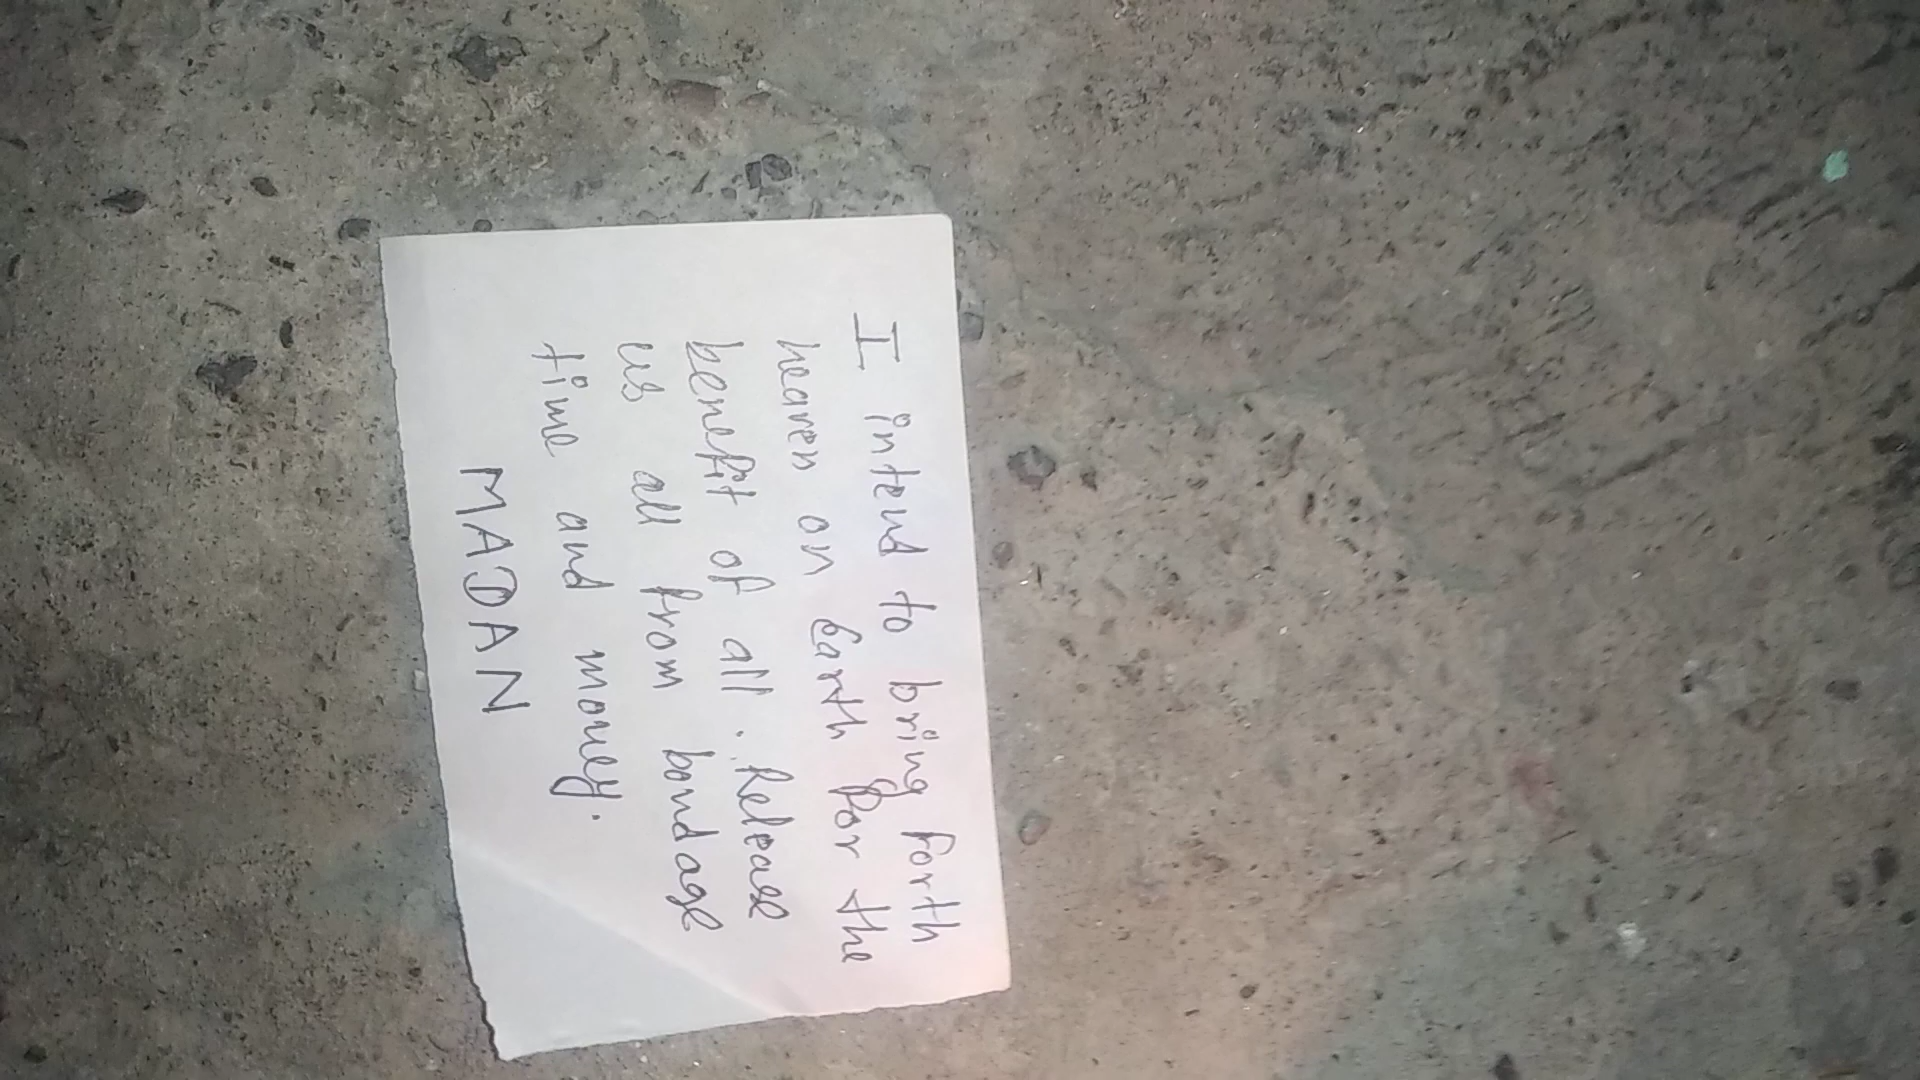 I intend to bring forth
heaven on Earth for the
benefit of all. Release
us all from bondage
time and money.
MADAN